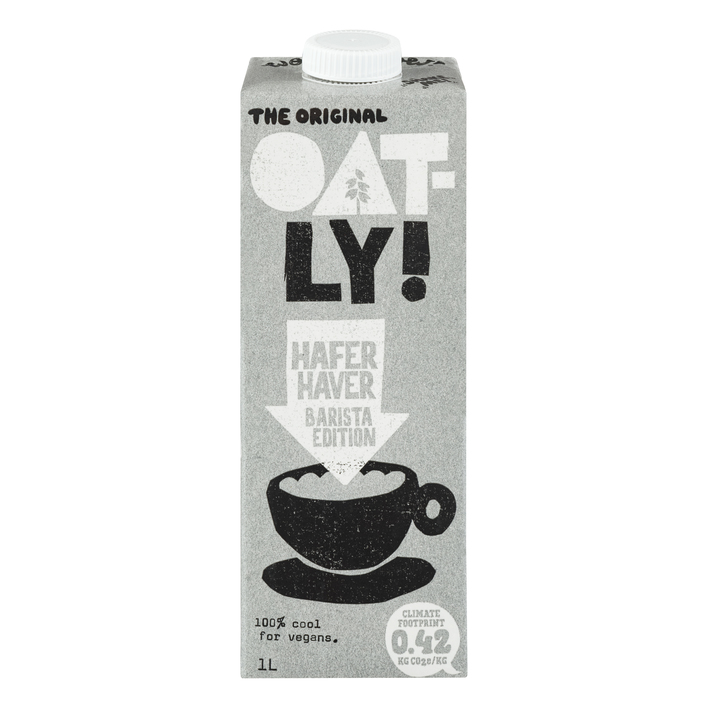 THE ORIGINAL
OAT-
LY!
HAFER
HAVER
BARISTA
EDITION
100% cool
for vegans.
1L
CLIMATE
FOOTPRINT
0.42
KG CO2e/KG